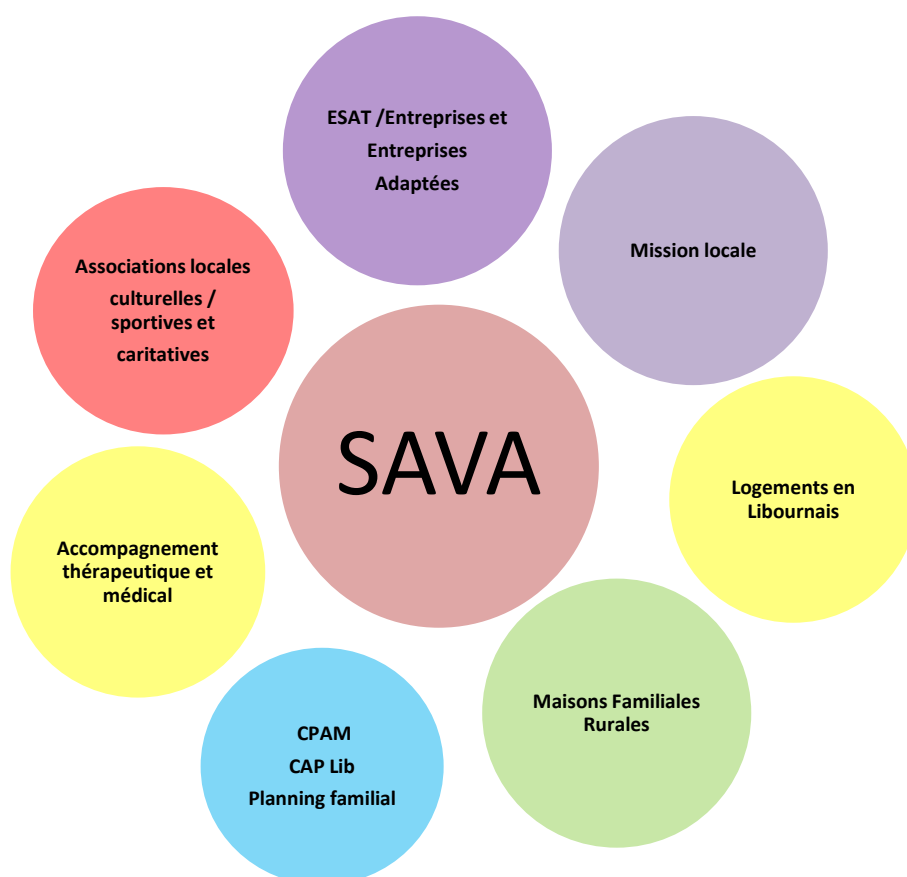 ESAT /Entreprises et
Entreprises
Adaptées
Mission locale
Associations locales
culturelles /
sportives et
caritatives
SAVA
Logements en
Libournais
Accompagnement
thérapeutique et
médical
Maisons Familiales
Rurales
CPAM
CAP Lib
Planning familial